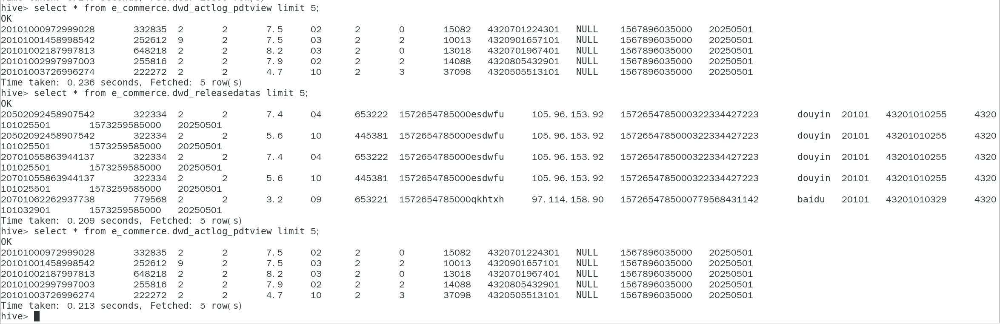 hive> select * from e_commerce.dwd_actlog_pdtview limit 5;
OK
20101000972999028 332835 2 2 7.5 02 2 0 15082 4320701224301 NULL 1567896035000 20250501
20101001458998542 252612 9 2 7.5 03 2 2 10013 4320901657101 NULL 1567896035000 20250501
20101002187997813 648218 2 2 8.2 03 2 0 13018 4320701967401 NULL 1567896035000 20250501
20101002997997003 255816 2 2 7.9 02 2 2 14088 4320805432901 NULL 1567896035000 20250501
20101003726996274 222272 2 2 4.7 10 2 3 37098 4320505513101 NULL 1567896035000 20250501
Time taken: 0.236 seconds, Fetched: 5 row(s)
hive> select * from e_commerce.dwd_releasedatas limit 5;
OK
20502092458907542 322334 2 2 7.4 04 653222 1572654785000esdwfu 105.96.153.92 1572654785000322334427223 douyin 20101 43201010255 4320
101025501 1573259585000 20250501
20502092458907542 322334 2 2 5.6 10 445381 1572654785000esdwfu 105.96.153.92 1572654785000322334427223 douyin 20101 43201010255 4320
101025501 1573259585000 20250501
20701055863944137 322334 2 2 7.4 04 653222 1572654785000esdwfu 105.96.153.92 1572654785000322334427223 douyin 20101 43201010255 4320
101025501 1573259585000 20250501
20701055863944137 322334 2 2 5.6 10 445381 1572654785000esdwfu 105.96.153.92 1572654785000322334427223 douyin 20101 43201010255 4320
101025501 1573259585000 20250501
20701062262937738 779568 2 2 3.2 09 653221 1572654785000qkhtxh 97.114.158.90 1572654785000779568431142 baidu 20101 43201010329 4320
101032901 1573259585000 20250501
Time taken: 0.209 seconds, Fetched: 5 row(s)
hive> select * from e_commerce.dwd_actlog_pdtview limit 5;
OK
20101000972999028 332835 2 2 7.5 02 2 0 15082 4320701224301 NULL 1567896035000 20250501
20101001458998542 252612 9 2 7.5 03 2 2 10013 4320901657101 NULL 1567896035000 20250501
20101002187997813 648218 2 2 8.2 03 2 0 13018 4320701967401 NULL 1567896035000 20250501
20101002997997003 255816 2 2 7.9 02 2 2 14088 4320805432901 NULL 1567896035000 20250501
20101003726996274 222272 2 2 4.7 10 2 3 37098 4320505513101 NULL 1567896035000 20250501
Time taken: 0.213 seconds, Fetched: 5 row(s)
hive>